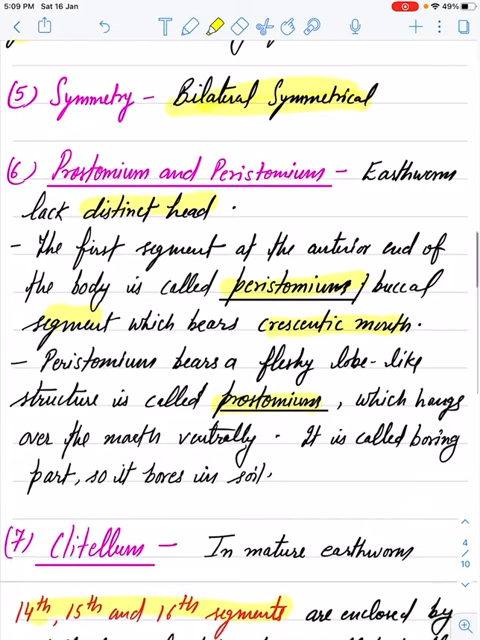 5:09 PM Sat 16 Jan
49%
(5) Symmetry - Bilateral Symmetrical
(6) Prostomium and Peristomium - Earthworm
lack distinct head.
- The first segment at the anterior end of
the body is called peristomium / buccal
segment which bears crescentic mouth.
- Peristomium bears a fleshy lobe-like
structure is called prostomium, which hangs
over the mouth ventrally. It is called boring
part, so it bores in soil.
4
/
10
(7) Clitellum - In mature earthworm
14th, 15th and 16th segments are enclosed by